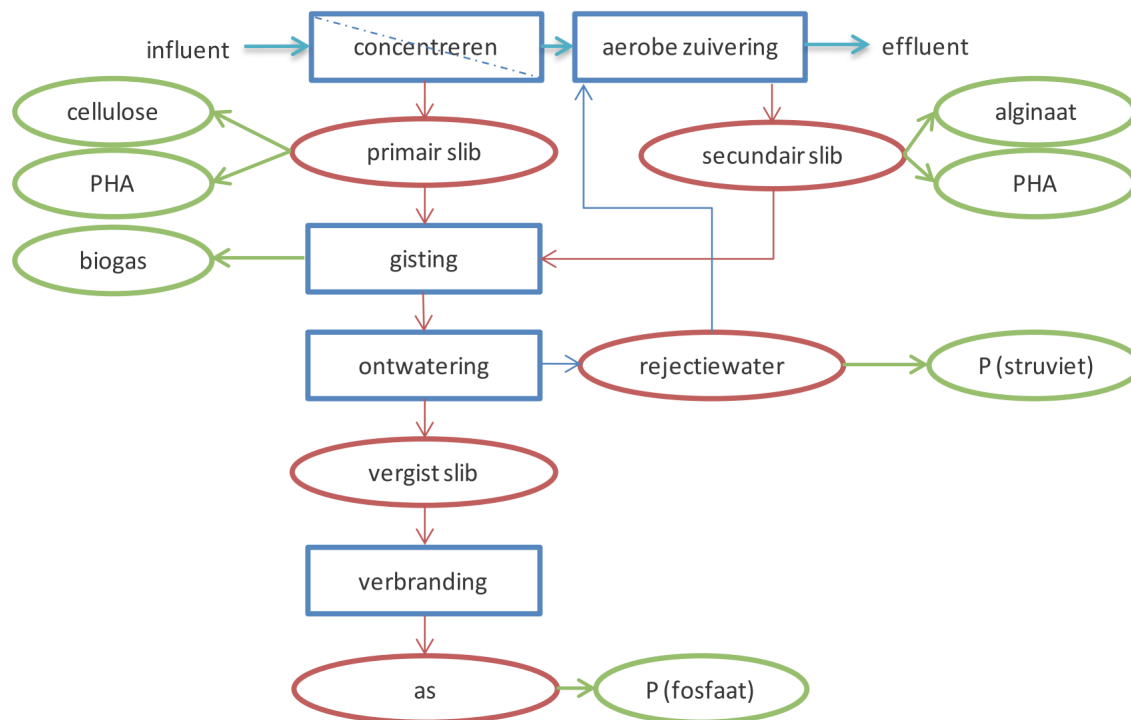 influent
concentreren
aerobe zuivering
effluent
cellulose
primair slib
secundair slib
alginaat
PHA
PHA
biogas
gisting
ontwatering
rejectiewater
P (struviet)
vergist slib
verbranding
as
P (fosfaat)